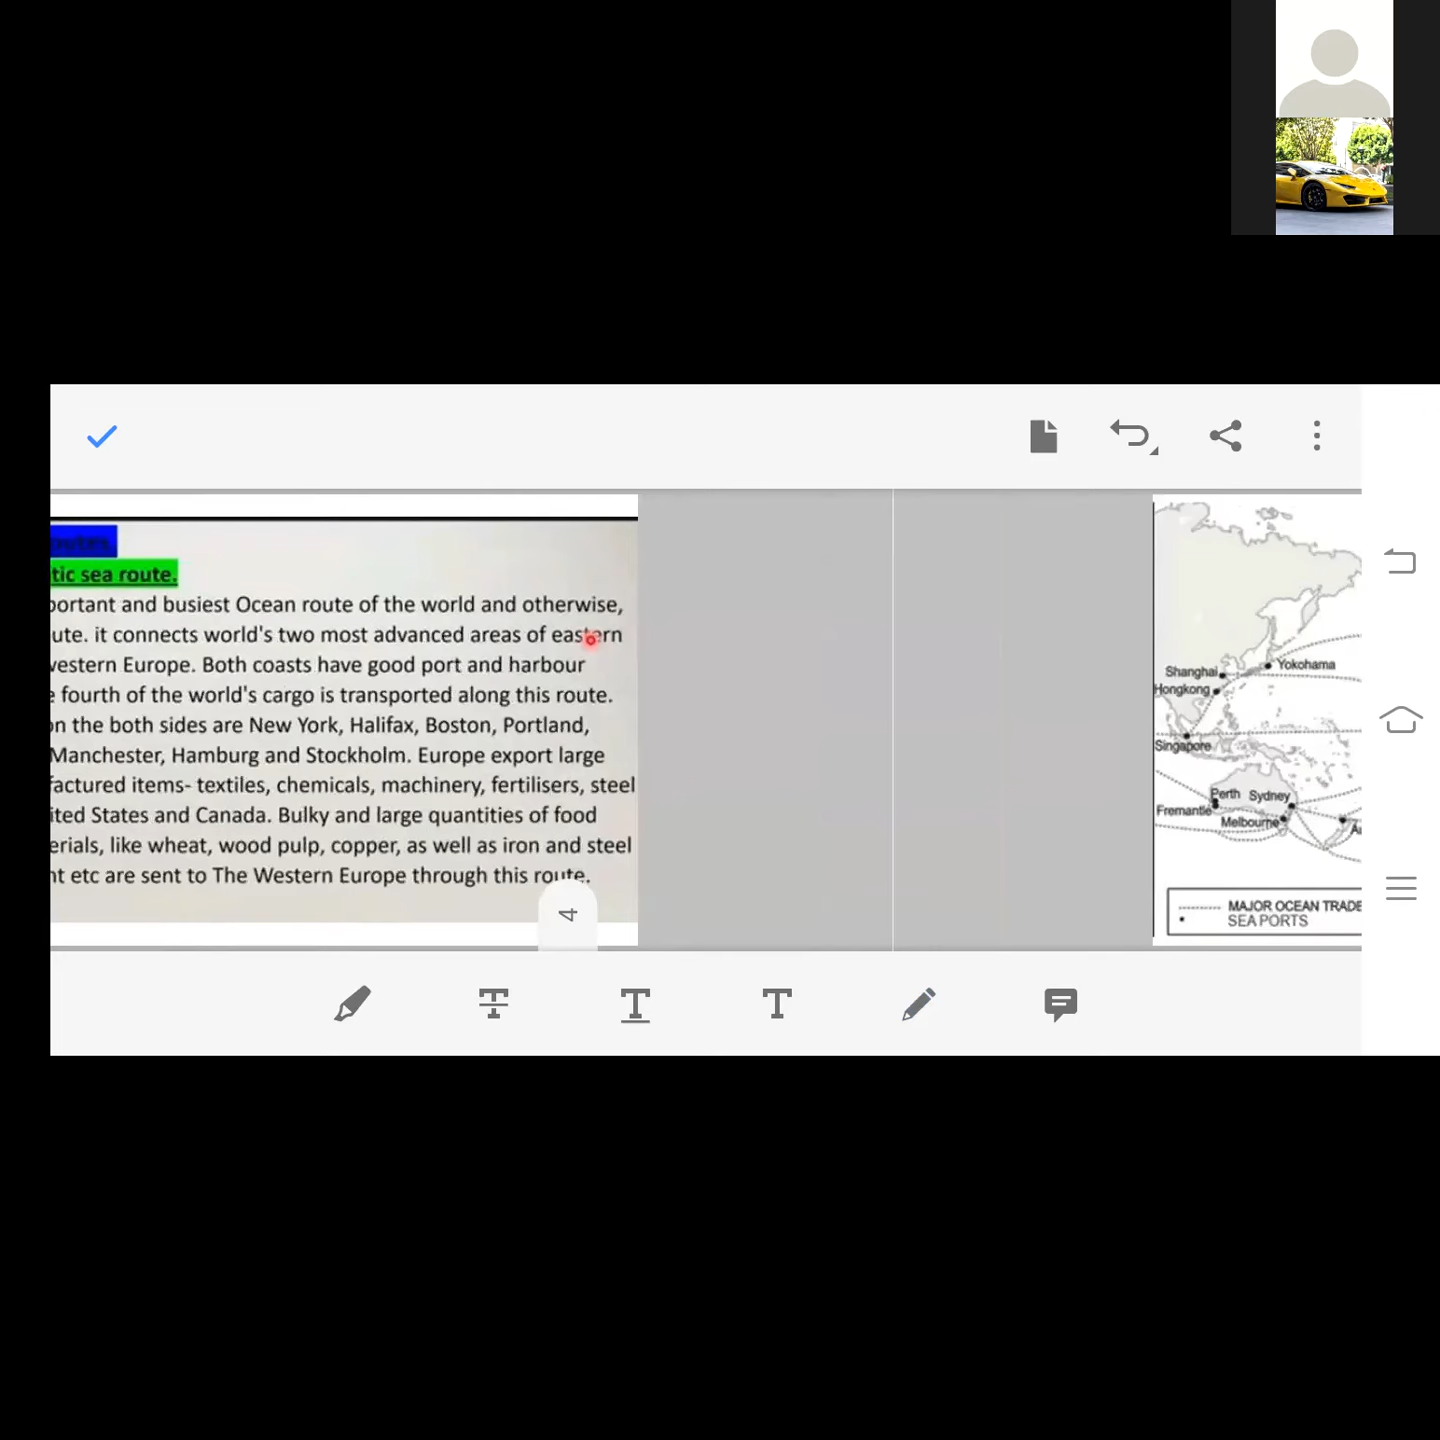 outes.
tic sea route.
portant and busiest Ocean route of the world and otherwise,
ute. it connects world's two most advanced areas of eastern
western Europe. Both coasts have good port and harbour
e fourth of the world's cargo is transported along this route.
on the both sides are New York, Halifax, Boston, Portland,
Manchester, Hamburg and Stockholm. Europe export large
factured items- textiles, chemicals, machinery, fertilisers, steel
ited States and Canada. Bulky and large quantities of food
erials, like wheat, wood pulp, copper, as well as iron and steel
nt etc are sent to The Western Europe through this route.
4
Shanghai
Yokohama
Hongkong
Singapore
Perth Sydney
Fremantle
Melbourne
A
MAJOR OCEAN TRADE
SEA PORTS